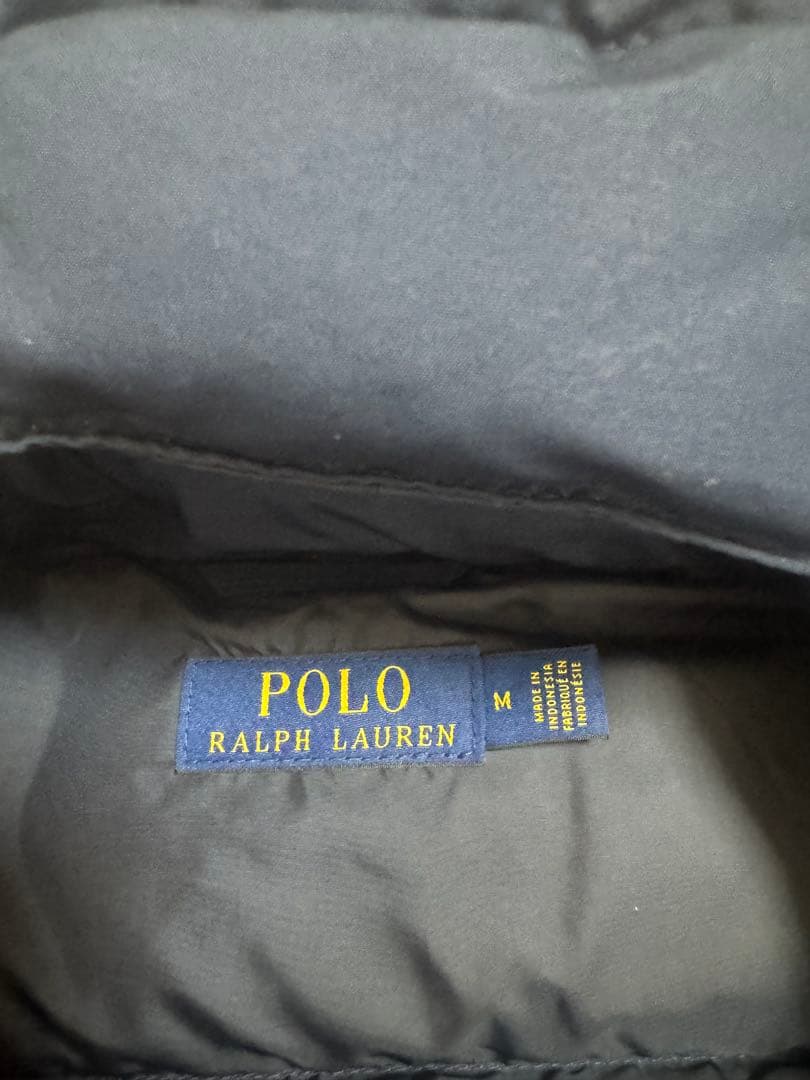 POLO
RALPH LAUREN
M
MADE IN
INDONESIA
FABRIQUÉ EN
INDONÉSIE